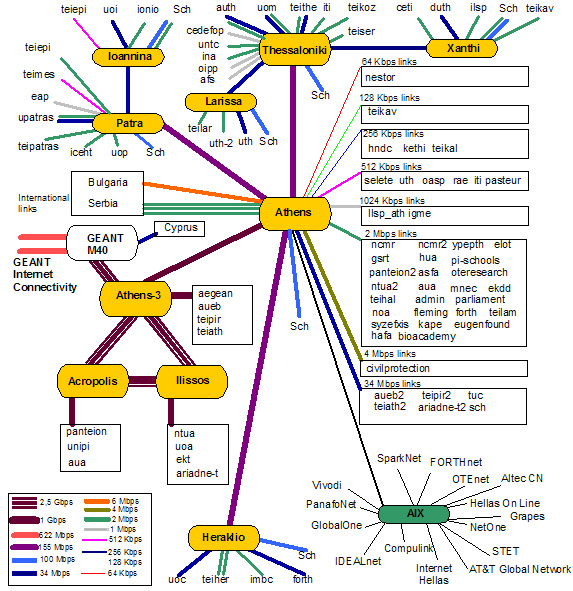 teiepi uoi ionio Sch
Ioannina
auth uom teithe iti teikoz
cedefop
untc
ina
oipp
afs
Thessaloniki
teiser
Sch
ceti duth ilsp Sch teikav
Xanthi
teiepi
teimes
eap
upatras
teipatras
iceht uop Sch
Patra
Larissa
teilar
uth-2 uth Sch
64 Kbps links
nestor
128 Kbps links
teikav
256 Kbps links
hndc kethi teikal
512 Kbps links
selete uth oasp rae iti pasteur
1024 Kbps links
Ilsp_ath igme
2 Mbps links
ncmr ncmr2 ypepth elot
gsrt hua pi-schools
panteion2 asfa oteresearch
ntua2 aua mnec ekdd
teihal admin parliament
noa fleming forth teilam
syzefxis kape eugenfound
hafa bioacademy
4 Mbps links
civilprotection
34 Mbps links
aueb2 teipir2 tuc
teiath2 ariadne-t2 sch
International
links
Bulgaria
Serbia
Athens
Sch
GEANT
M40
Cyprus
GEANT
Internet
Connectivity
Athens-3
aegean
aueb
teipir
teiath
Acropolis
Ilissos
panteion
unipi
aua
ntua
uoa
ekt
ariadne-t
SparkNet
FORTHnet
OTEnet
Altec CN
Vivodi
PanafoNet
GlobalOne
IDEALnet
AIX
Hellas On Line
Grapes
NetOne
Compulink
Internet
Hellas
STET
AT&T Global Network
Heraklio
Sch
uoc teiher imbc forth
2,5 Gbps
1 Gbps
622 Mbps
155 Mbps
100 Mbps
34 Mbps
6 Mbps
4 Mbps
2 Mbps
1 Mbps
512 Kbps
256 Kbps
128 Kbps
64 Kbps